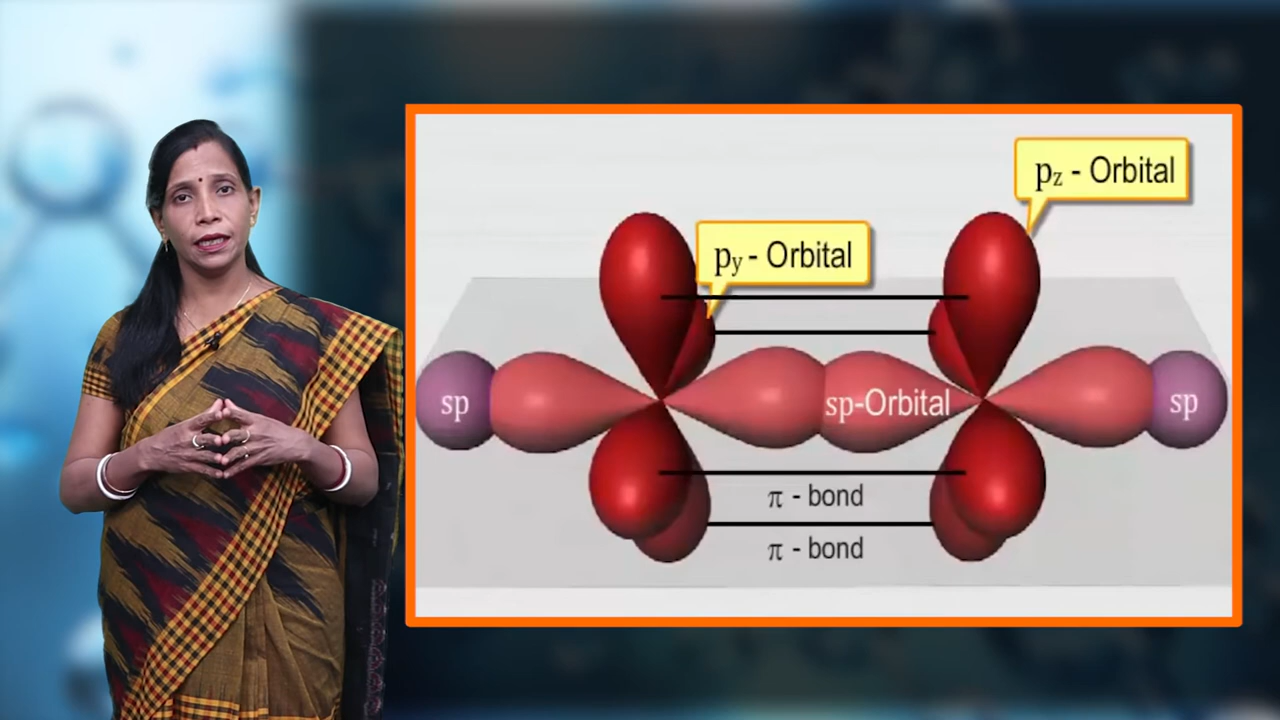 p𝗓 - Orbital
py - Orbital
sp
sp-Orbital
sp
π - bond
π - bond